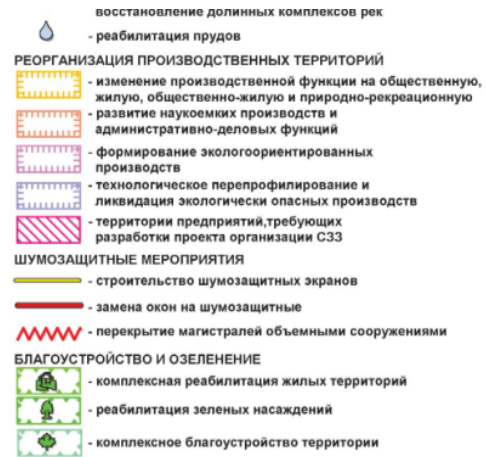 восстановление долинных комплексов рек
- реабилитация прудов
РЕОРГАНИЗАЦИЯ ПРОИЗВОДСТВЕННЫХ ТЕРРИТОРИЙ
- изменение производственной функции на общественную,
жилую, общественно-жилую и природно-рекреационную
- развитие наукоемких производств и
административно-деловых функций
- формирование экологоориентированных
производств
- технологическое перепрофилирование и
ликвидация экологически опасных производств
- территории предприятий,требующих
разработки проекта организации СЗЗ
ШУМОЗАЩИТНЫЕ МЕРОПРИЯТИЯ
- строительство шумозащитных экранов
- замена окон на шумозащитные
- перекрытие магистралей объемными сооружениями
БЛАГОУСТРОЙСТВО И ОЗЕЛЕНЕНИЕ
- комплексная реабилитация жилых территорий
- реабилитация зеленых насаждений
- комплексное благоустройство территории